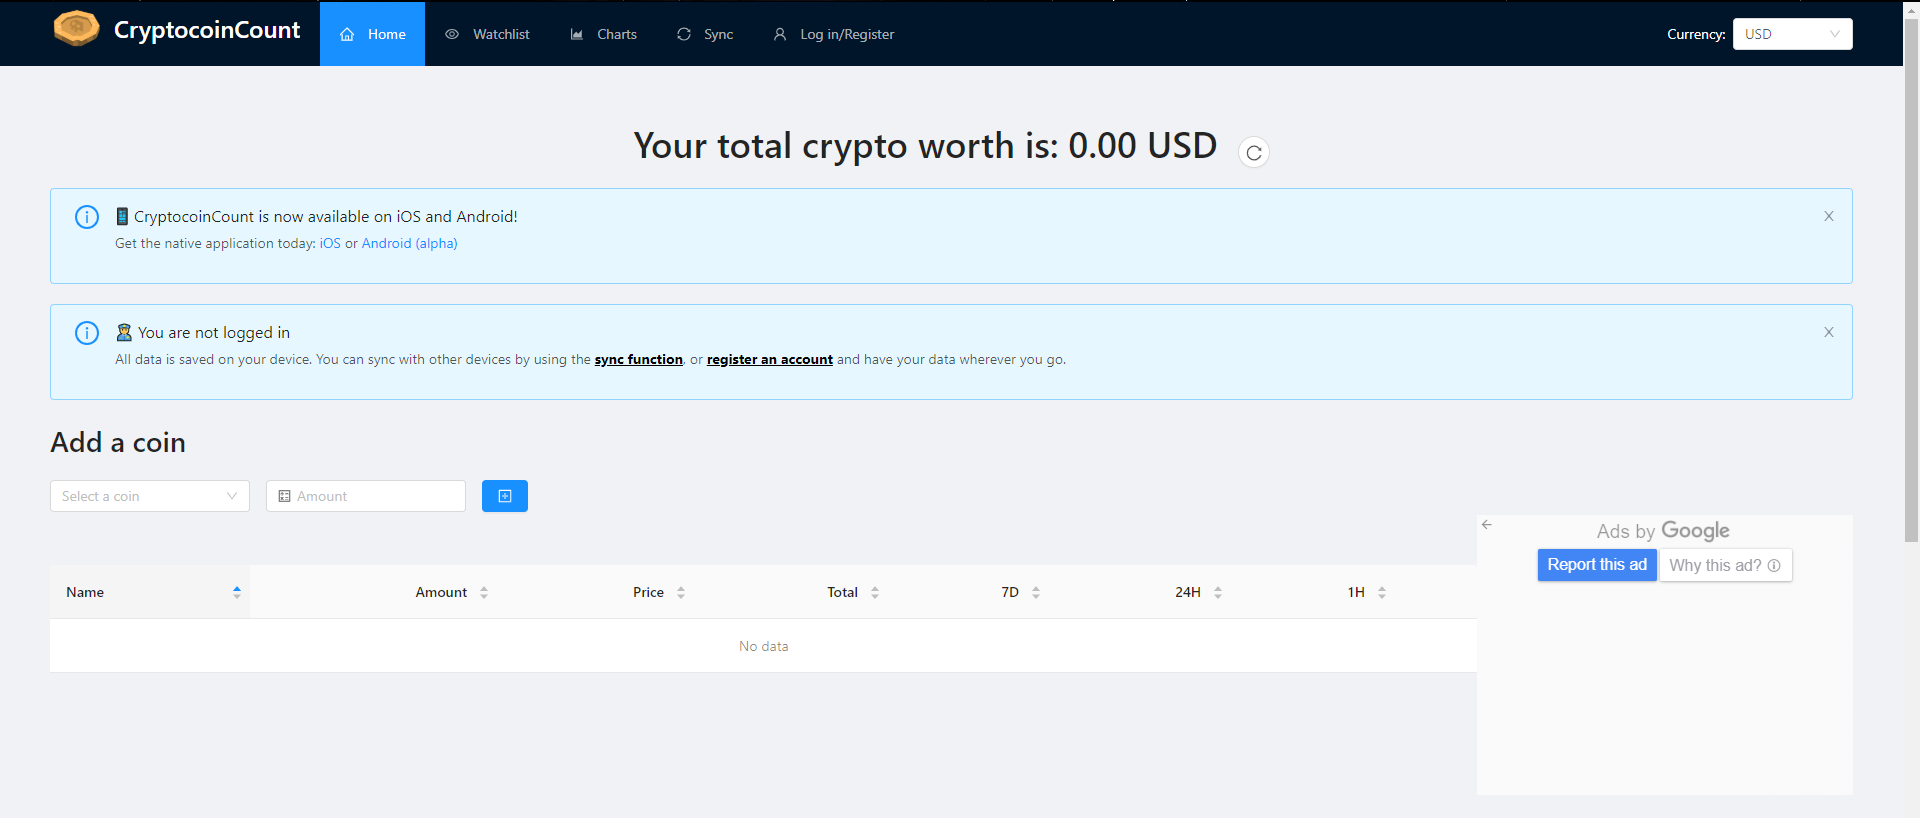 CryptocoinCount
Home
Watchlist
Charts
Sync
Log in/Register
Currency:
USD
Your total crypto worth is: 0.00 USD
CryptocoinCount is now available on iOS and Android!
Get the native application today: iOS or Android (alpha)
You are not logged in
All data is saved on your device. You can sync with other devices by using the sync function, or register an account and have your data wherever you go.
Add a coin
Select a coin
Amount
Ads by Google
Report this ad
Why this ad?
Name
Amount
Price
Total
7D
24H
1H
No data